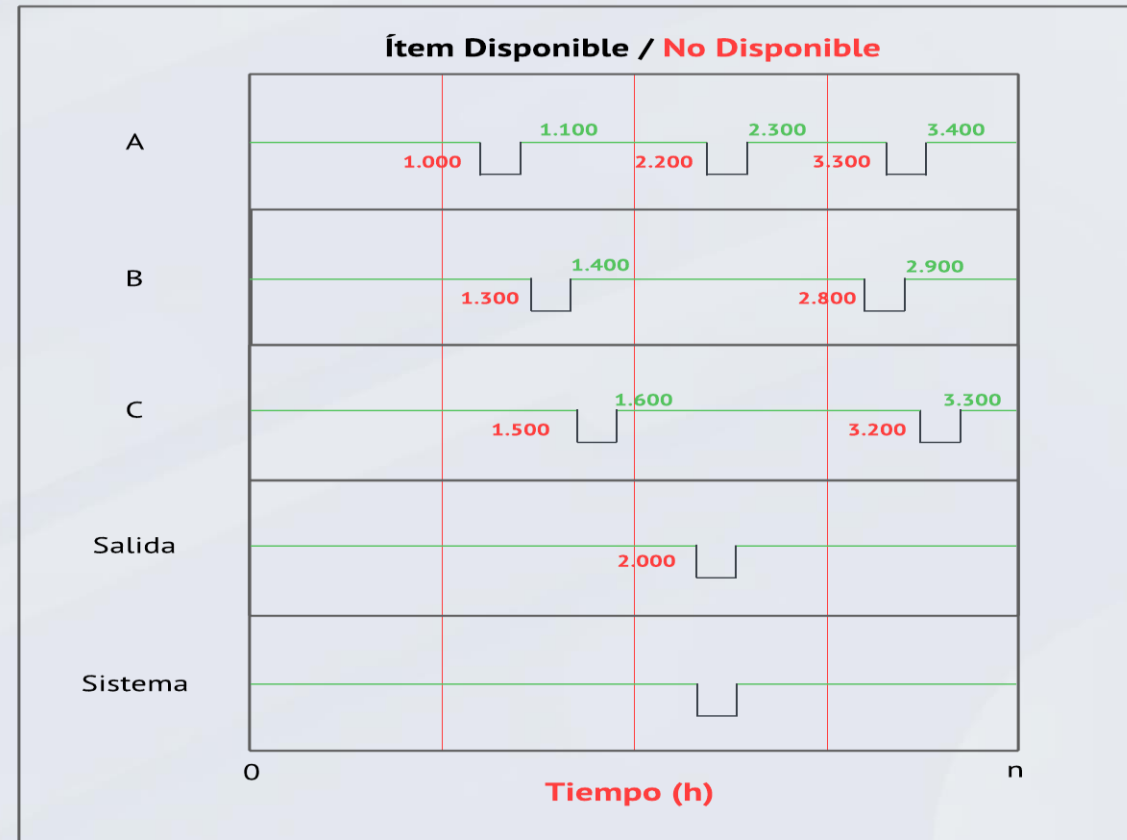 Ítem Disponible / No Disponible
A
1.100
2.300
3.400
1.000
2.200
3.300
B
1.400
2.900
1.300
2.800
C
1.600
3.300
1.500
3.200
Salida
2.000
Sistema
0
n
Tiempo (h)